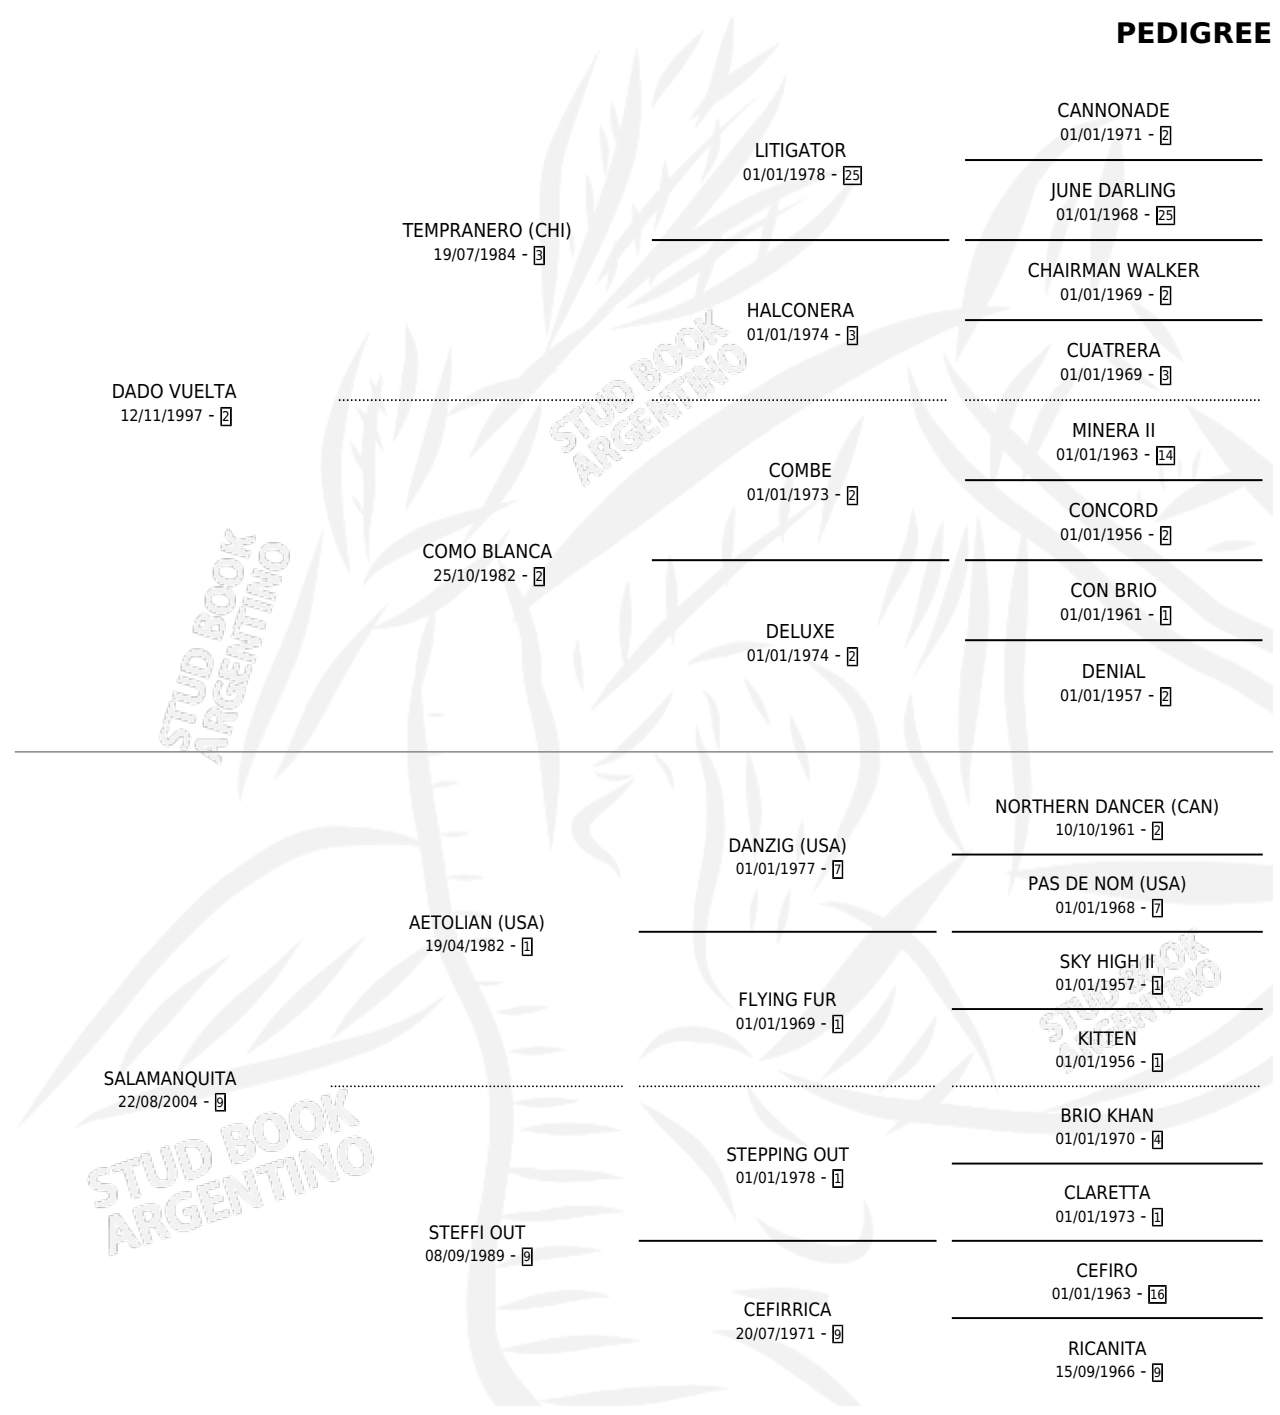 PEDIGREE
CANNONADE
01/01/1971 - 2
LITIGATOR
01/01/1978 - 25
JUNE DARLING
01/01/1968 - 25
TEMPRANERO (CHI)
19/07/1984 - 3
CHAIRMAN WALKER
01/01/1969 - 2
HALCONERA
01/01/1974 - 3
CUATRERA
01/01/1969 - 3
DADO VUELTA
12/11/1997 - 2
MINERA II
01/01/1963 - 14
COMBE
01/01/1973 - 2
CONCORD
01/01/1956 - 2
COMO BLANCA
25/10/1982 - 2
CON BRIO
01/01/1961 - 1
DELUXE
01/01/1974 - 2
DENIAL
01/01/1957 - 2
NORTHERN DANCER (CAN)
10/10/1961 - 2
DANZIG (USA)
01/01/1977 - 7
PAS DE NOM (USA)
01/01/1968 - 7
AETOLIAN (USA)
19/04/1982 - 1
SKY HIGH II
01/01/1957 - 1
FLYING FUR
01/01/1969 - 1
KITTEN
01/01/1956 - 1
SALAMANQUITA
22/08/2004 - 9
BRIO KHAN
01/01/1970 - 4
STEPPING OUT
01/01/1978 - 1
CLARETTA
01/01/1973 - 1
STEFFI OUT
08/09/1989 - 9
CEFIRO
01/01/1963 - 16
CEFIRRICA
20/07/1971 - 9
RICANITA
15/09/1966 - 9
STUD BOOK
ARGENTINO
STUD BOOK
ARGENTINO
STUD BOOK
ARGENTINO
STUD BOOK
ARGENTINO